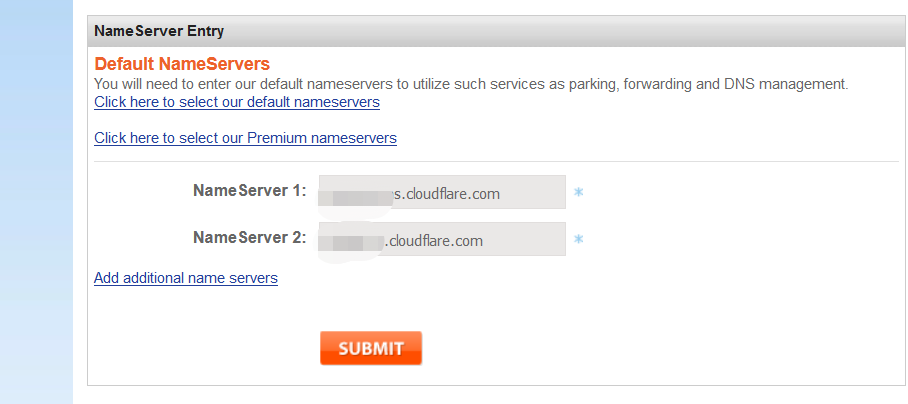 NameServer Entry
Default NameServers
You will need to enter our default nameservers to utilize such services as parking, forwarding and DNS management.
Click here to select our default nameservers
Click here to select our Premium nameservers
NameServer 1: s.cloudflare.com *
NameServer 2: .cloudflare.com *
Add additional name servers
SUBMIT